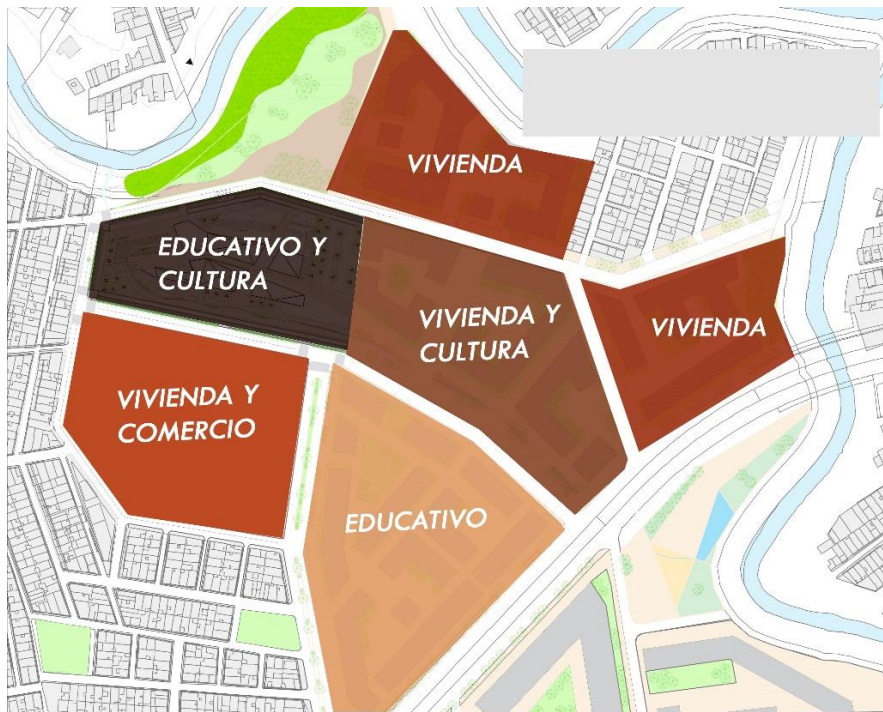 VIVIENDA
EDUCATIVO Y
CULTURA
VIVIENDA Y
CULTURA
VIVIENDA
VIVIENDA Y
COMERCIO
EDUCATIVO